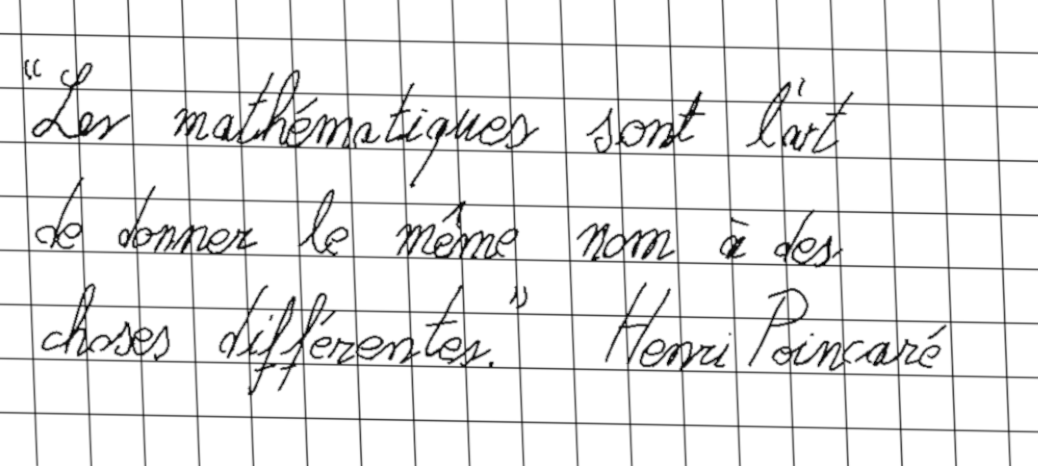 “Les mathématiques sont l'art
de donner le même nom à des
choses différentes.” Henri Poincaré